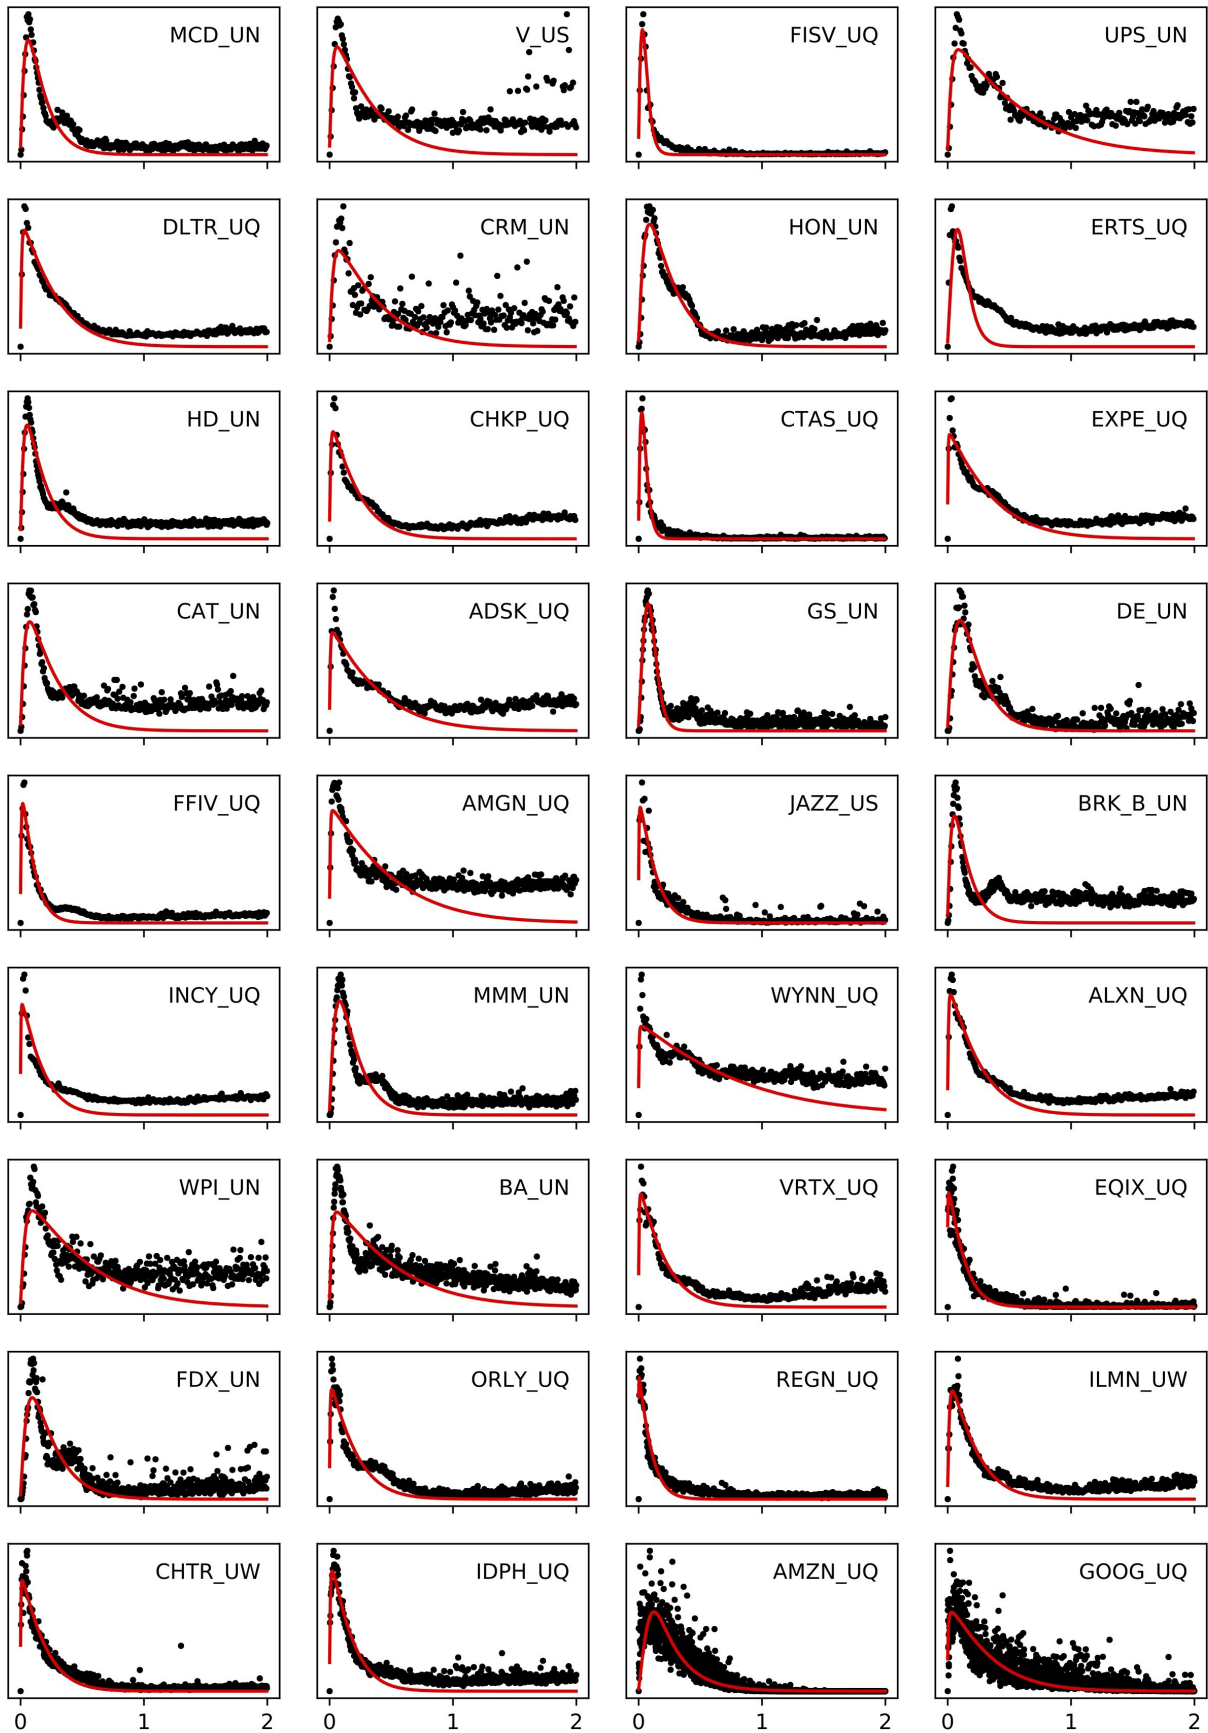 MCD_UN V_US FISV_UQ UPS_UN
DLTR_UQ CRM_UN HON_UN ERTS_UQ
HD_UN CHKP_UQ CTAS_UQ EXPE_UQ
CAT_UN ADSK_UQ GS_UN DE_UN
FFIV_UQ AMGN_UQ JAZZ_US BRK_B_UN
INCY_UQ MMM_UN WYNN_UQ ALXN_UQ
WPI_UN BA_UN VRTX_UQ EQIX_UQ
FDX_UN ORLY_UQ REGN_UQ ILMN_UW
CHTR_UW IDPH_UQ AMZN_UQ GOOG_UQ
0 1 2 0 1 2 0 1 2 0 1 2